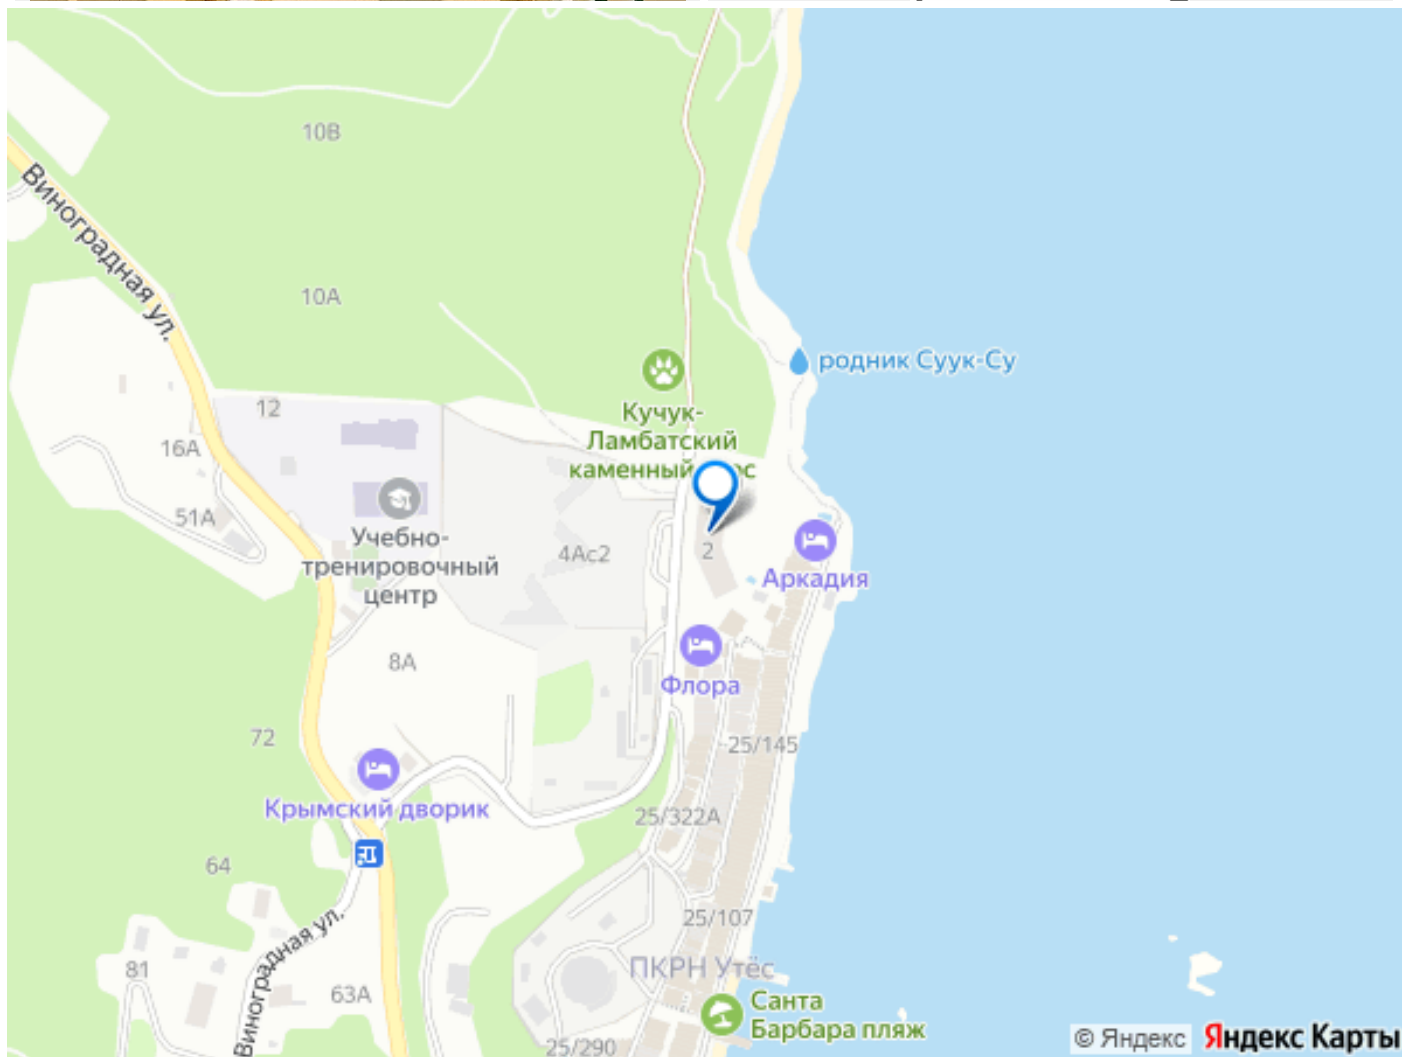 10В
Виноградная ул.
10А
родник Суук-Су
12
Кучук-
Ламбатский
каменный
16А
51А
Учебно-
тренировочный
центр
4Ас2
2
Аркадия
8А
Флора
72
25/145
Крымский дворик
25/322А
64
25/107
Виноградная ул.
81
ПКРН Утёс
63А
Санта
Барбара пляж
25/290
© Яндекс Яндекс Карты